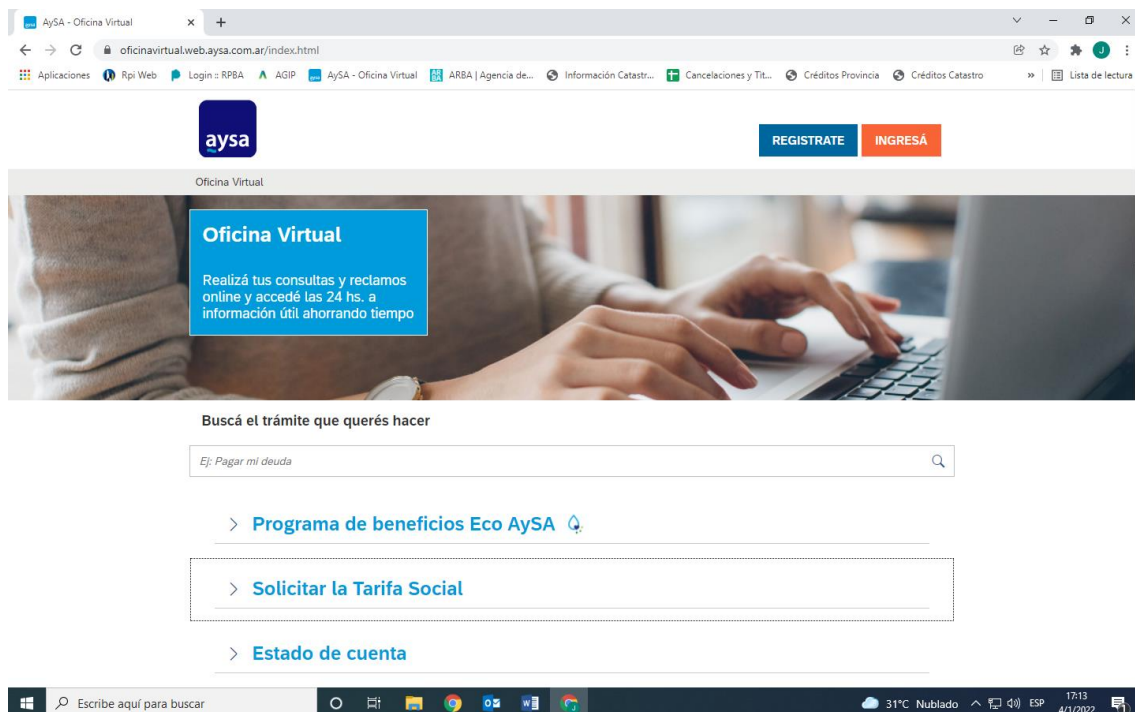 AySA - Oficina Virtual
oficinavirtual.web.aysa.com.ar/index.html
J
Aplicaciones Rpi Web Login :: RPBA AGIP AySA - Oficina Virtual ARBA | Agencia de... Información Catastr... Cancelaciones y Tit... Créditos Provincia Créditos Catastro » Lista de lectura
aysa
REGISTRATE INGRESÁ
Oficina Virtual
Oficina Virtual
Realizá tus consultas y reclamos
online y accedé las 24 hs. a
información útil ahorrando tiempo
Buscá el trámite que querés hacer
Ej: Pagar mi deuda
Programa de beneficios Eco AySA
Solicitar la Tarifa Social
Estado de cuenta
Escribe aquí para buscar
31°C Nublado ESP 17:13
4/1/2022